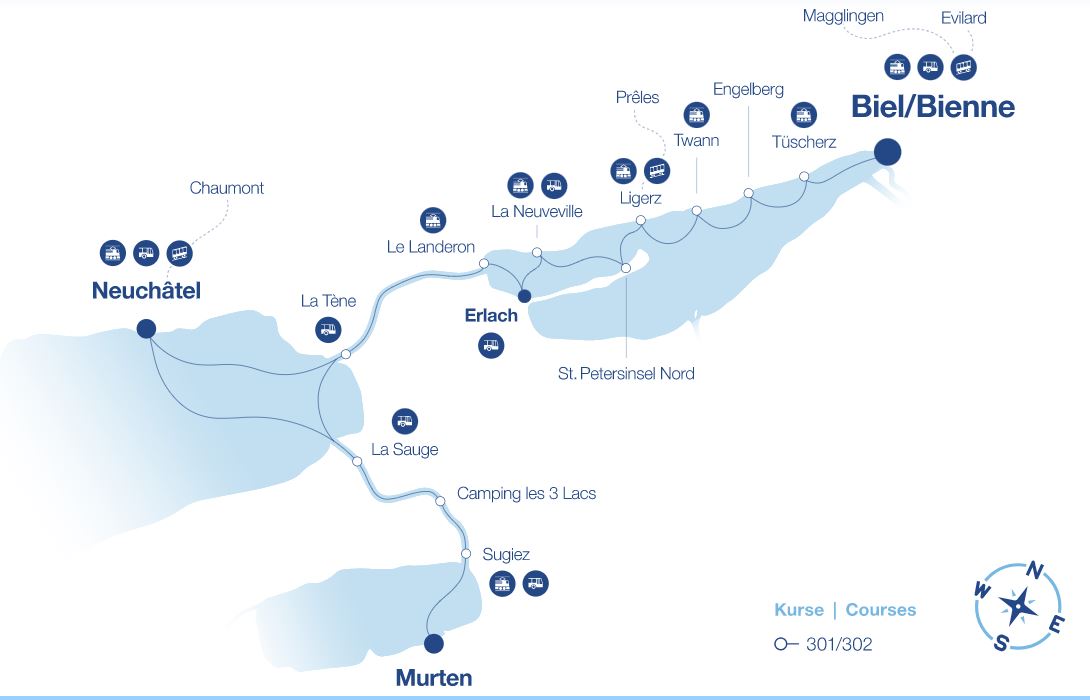 Magglingen
Evilard
Biel/Bienne
Engelberg
Prêles
Twann
Tüscherz
Chaumont
Ligerz
La Neuveville
Le Landeron
Neuchâtel
La Tène
Erlach
St. Petersinsel Nord
La Sauge
Camping les 3 Lacs
Sugiez
Murten
Kurse | Courses
301/302
N
W
E
S